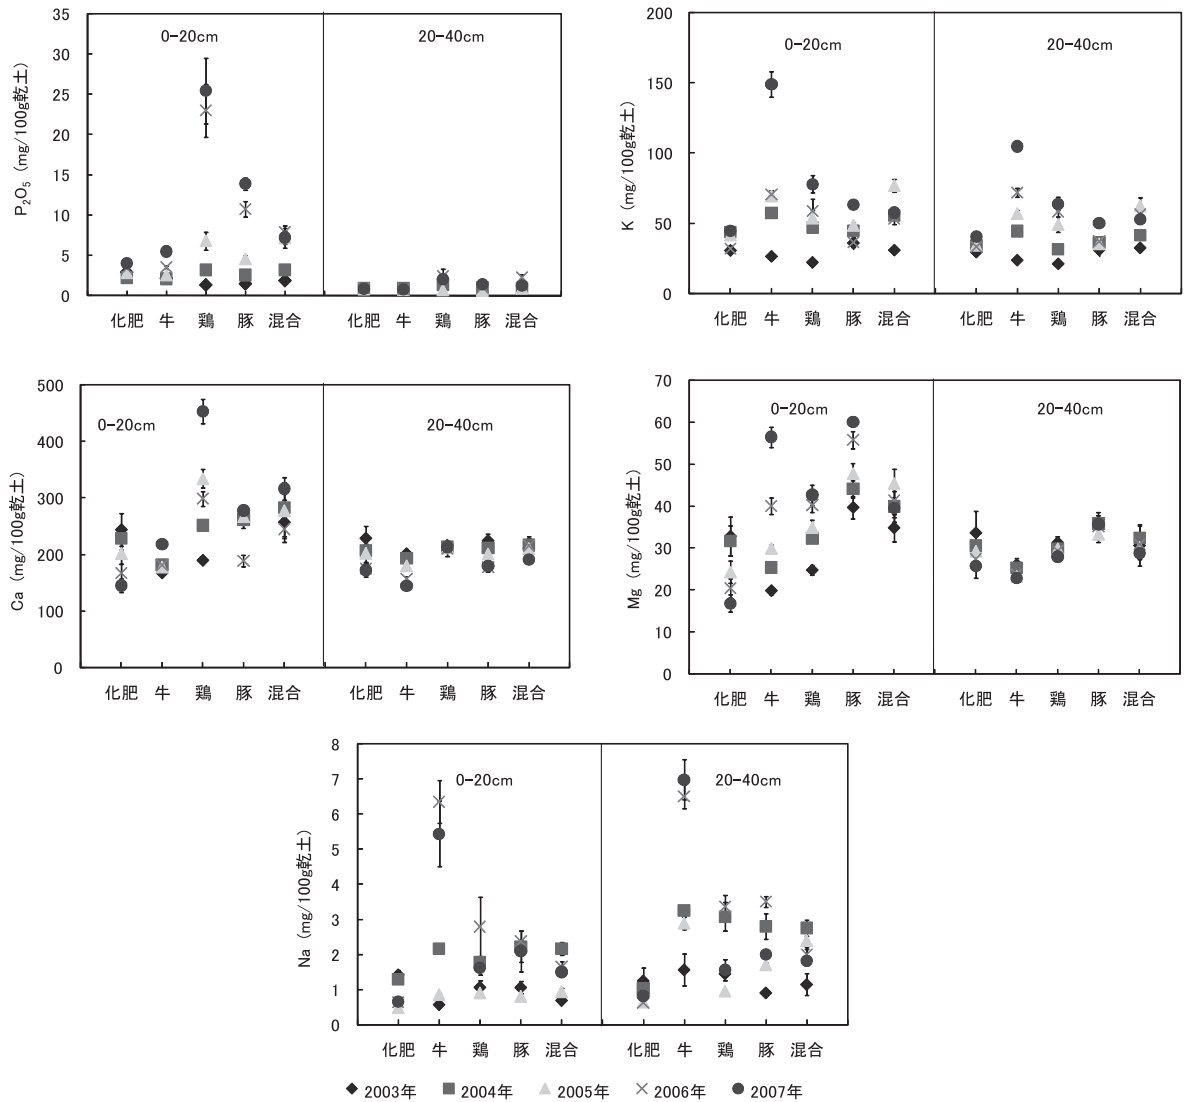 35
30
25
20
15
10
5
0
P₂O₅ (mg/100g乾土)
0-20cm
20-40cm
化肥 牛 鶏 豚 混合 化肥 牛 鶏 豚 混合
200
150
100
50
0
K (mg/100g乾土)
0-20cm
20-40cm
化肥 牛 鶏 豚 混合 化肥 牛 鶏 豚 混合
500
400
300
200
100
0
Ca (mg/100g乾土)
0-20cm
20-40cm
化肥 牛 鶏 豚 混合 化肥 牛 鶏 豚 混合
70
60
50
40
30
20
10
0
Mg (mg/100g乾土)
0-20cm
20-40cm
化肥 牛 鶏 豚 混合 化肥 牛 鶏 豚 混合
8
7
6
5
4
3
2
1
0
Na (mg/100g乾土)
0-20cm
20-40cm
化肥 牛 鶏 豚 混合 化肥 牛 鶏 豚 混合
2003年 2004年 2005年 2006年 2007年